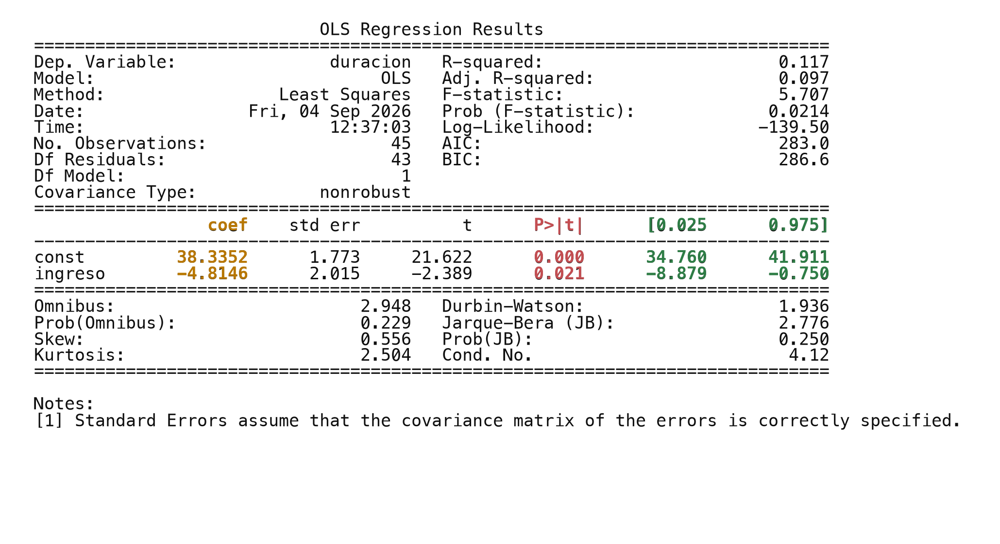 OLS Regression Results
==============================================================================
Dep. Variable:               duracion   R-squared:                       0.117
Model:                            OLS   Adj. R-squared:                  0.097
Method:                 Least Squares   F-statistic:                     5.707
Date:                Fri, 04 Sep 2026   Prob (F-statistic):             0.0214
Time:                        12:37:03   Log-Likelihood:                -139.50
No. Observations:                  45   AIC:                             283.0
Df Residuals:                      43   BIC:                             286.6
Df Model:                           1
Covariance Type:            nonrobust
==============================================================================
                 coef    std err          t      P>|t|      [0.025      0.975]
------------------------------------------------------------------------------
const         38.3352      1.773     21.622      0.000      34.760      41.911
ingreso       -4.8146      2.015     -2.389      0.021      -8.879      -0.750
==============================================================================
Omnibus:                        2.948   Durbin-Watson:                   1.936
Prob(Omnibus):                  0.229   Jarque-Bera (JB):                2.776
Skew:                           0.556   Prob(JB):                        0.250
Kurtosis:                       2.504   Cond. No.                         4.12
==============================================================================
Notes:
[1] Standard Errors assume that the covariance matrix of the errors is correctly specified.